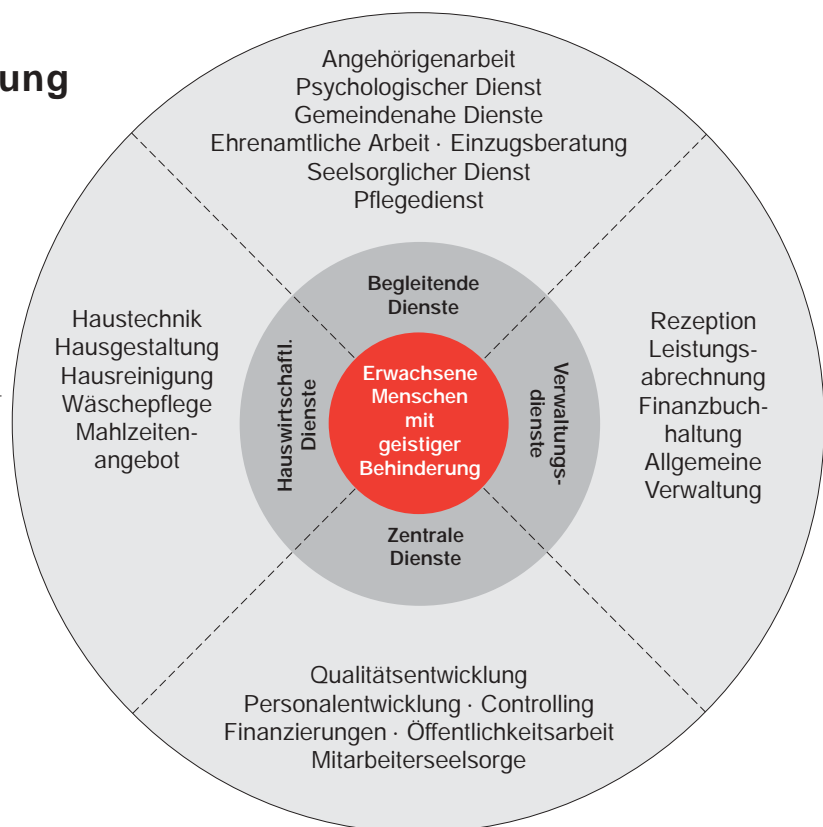 ung
Angehörigenarbeit
Psychologischer Dienst
Gemeindenahe Dienste
Ehrenamtliche Arbeit · Einzugsberatung
Seelsorglicher Dienst
Pflegedienst
Begleitende
Dienste
Haustechnik
Hausgestaltung
Hausreinigung
Wäschepflege
Mahlzeiten-
angebot
Hauswirtschaftl.
Dienste
Erwachsene
Menschen
mit
geistiger
Behinderung
Verwaltungs-
dienste
Rezeption
Leistungs-
abrechnung
Finanzbuch-
haltung
Allgemeine
Verwaltung
Zentrale
Dienste
Qualitätsentwicklung
Personalentwicklung · Controlling
Finanzierungen · Öffentlichkeitsarbeit
Mitarbeiterseelsorge